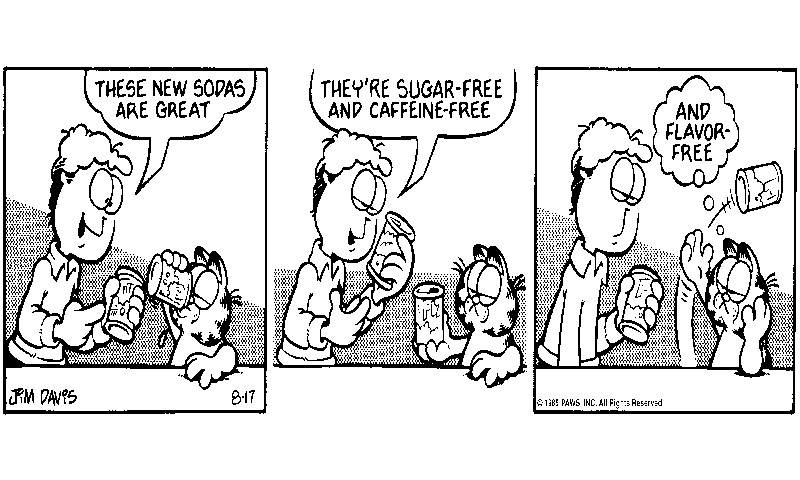 THESE NEW SODAS
ARE GREAT
THEY'RE SUGAR-FREE
AND CAFFEINE-FREE
AND
FLAVOR-
FREE
JIM DAVIS
8-17
© 1985 PAWS, INC. All Rights Reserved